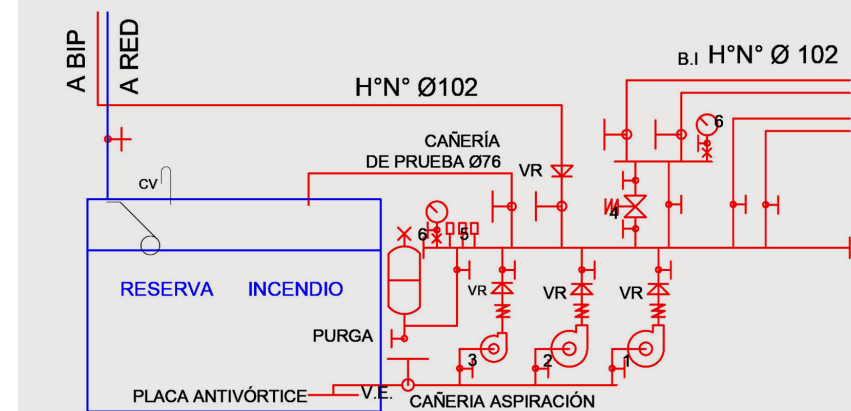 A BIP
A RED
H°N° Ø102
B.I H°N° Ø 102
CAÑERÍA
DE PRUEBA Ø76
VR
6
CV
4
6
5
RESERVA INCENDIO
VR
VR
VR
PURGA
3
2
1
PLACA ANTIVÓRTICE
V.E.
CAÑERIA ASPIRACIÓN